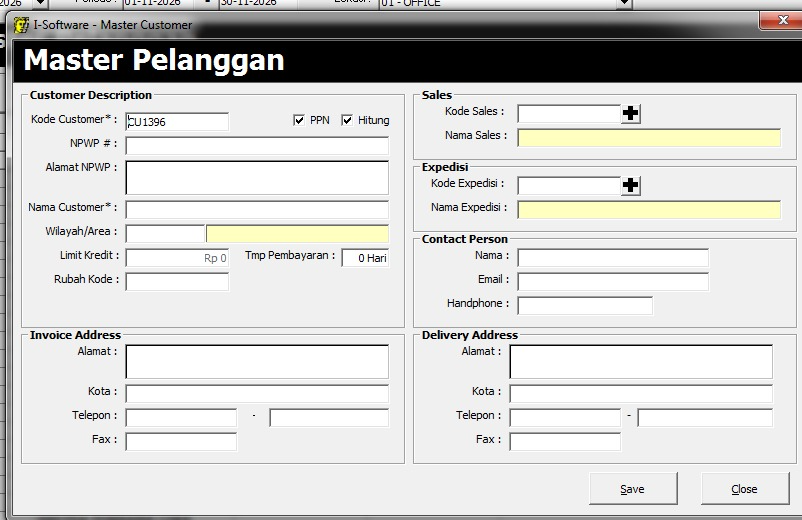 2026
Periode :
01-11-2026
30-11-2026
Lokasi :
01 - OFFICE
I-Software - Master Customer
Master Pelanggan
Customer Description
Kode Customer* : CU1396 PPN Hitung
NPWP # :
Alamat NPWP :
Nama Customer* :
Wilayah/Area :
Limit Kredit : Rp 0 Tmp Pembayaran : 0 Hari
Rubah Kode :
Sales
Kode Sales :
Nama Sales :
Expedisi
Kode Expedisi :
Nama Expedisi :
Contact Person
Nama :
Email :
Handphone :
Invoice Address
Alamat :
Kota :
Telepon : -
Fax :
Delivery Address
Alamat :
Kota :
Telepon : -
Fax :
Save Close